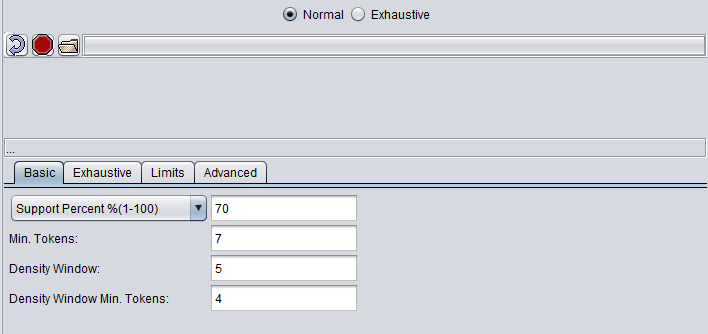 Normal Exhaustive
...
Basic Exhaustive Limits Advanced
Support Percent %(1-100) 70
Min. Tokens: 7
Density Window: 5
Density Window Min. Tokens: 4